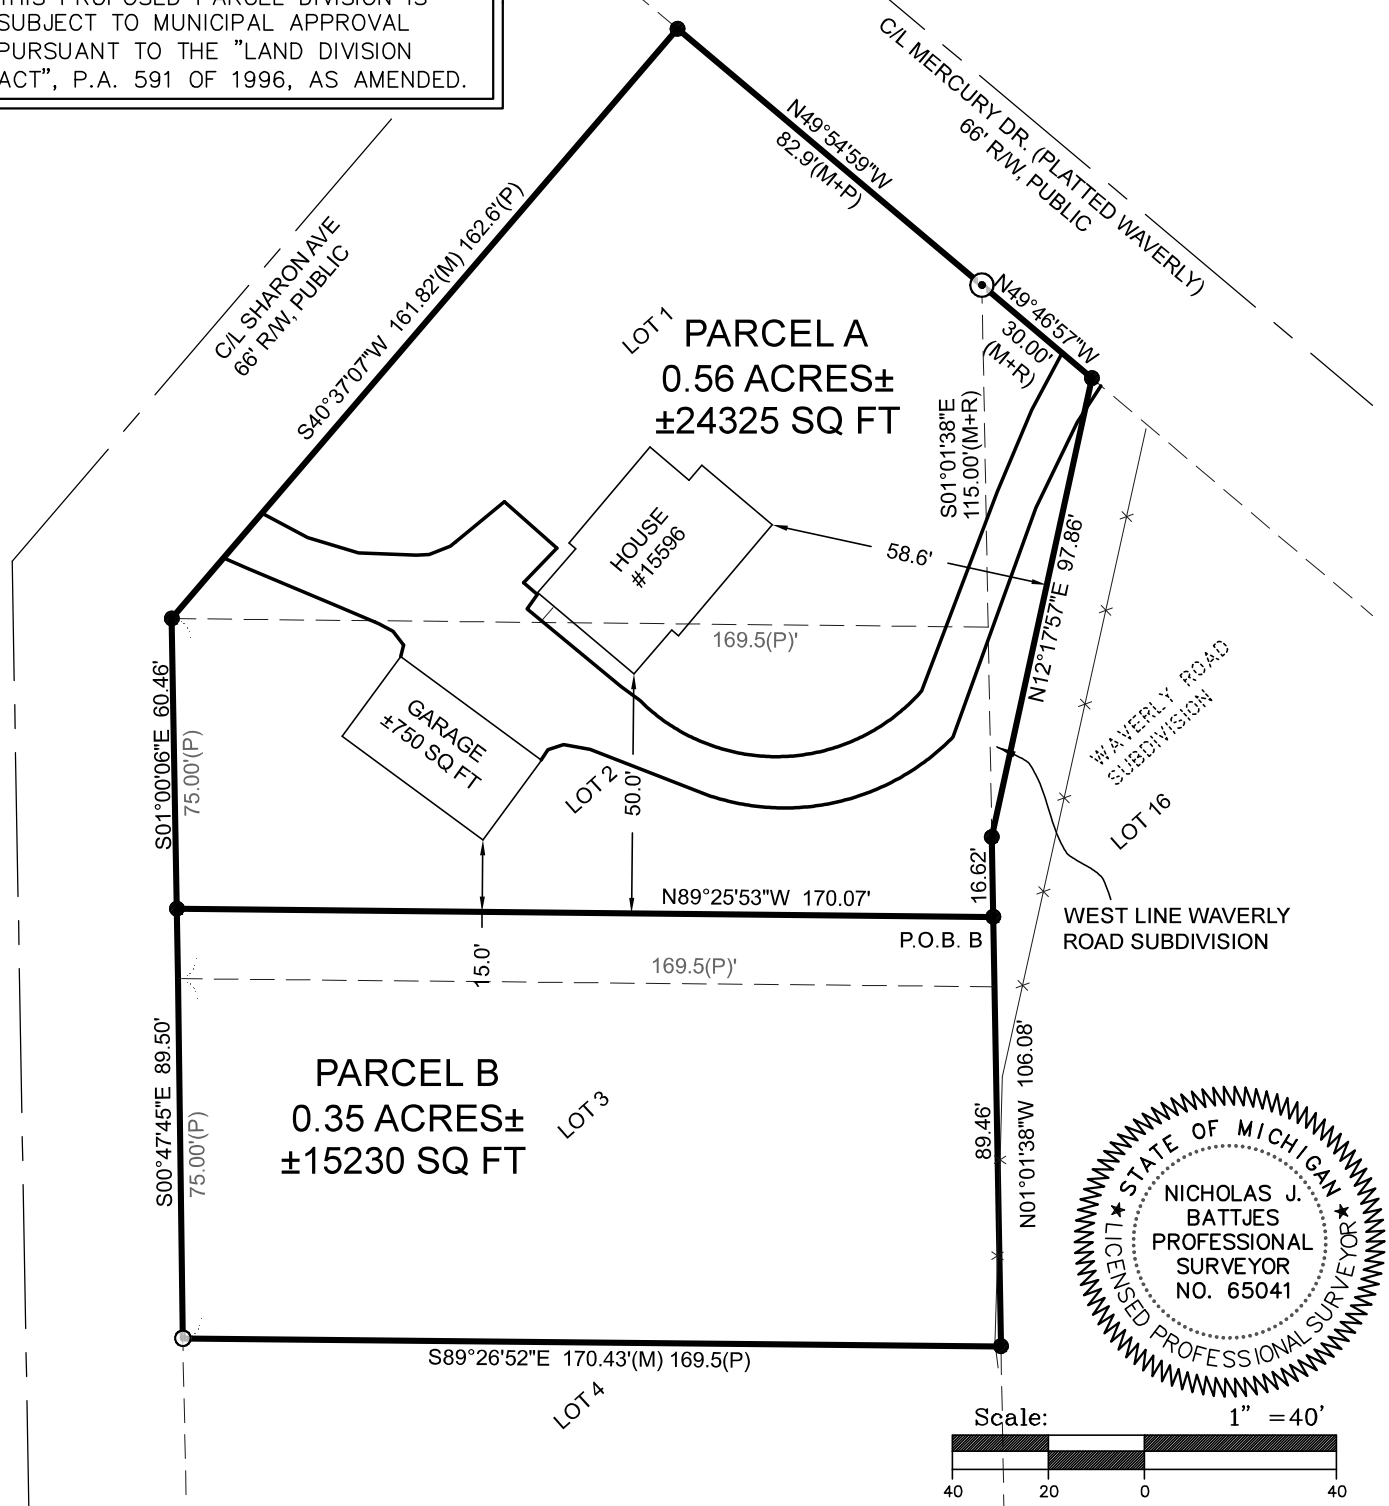 THIS PROPOSED PARCEL DIVISION IS
SUBJECT TO MUNICIPAL APPROVAL
PURSUANT TO THE "LAND DIVISION
ACT", P.A. 591 OF 1996, AS AMENDED.
C/L MERCURY DR. (PLATTED WAVERLY)
66' R/W, PUBLIC
N49°54'59"W
82.9'(M+P)
C/L SHARON AVE
66' R/W, PUBLIC
S40°37'07"W 161.82'(M) 162.6'(P)
N49°46'57"W
30.00'
(M+R)
LOT 1
PARCEL A
0.56 ACRES±
±24325 SQ FT
S01°01'38"E
115.00'(M+R)
HOUSE
#15596
58.6'
N12°17'57"E 97.86'
169.5(P)'
WAVERLY ROAD
SUBDIVISION
S01°00'06"E 60.46'
75.00'(P)
GARAGE
±750 SQ FT
LOT 2
50.0'
LOT 16
16.62'
N89°25'53"W 170.07'
P.O.B. B
WEST LINE WAVERLY
ROAD SUBDIVISION
15.0'
169.5(P)'
S00°47'45"E 89.50'
75.00'(P)
PARCEL B
0.35 ACRES±
±15230 SQ FT
LOT 3
89.46'
N01°01'38"W 106.08'
STATE OF MICHIGAN
NICHOLAS J.
BATTJES
PROFESSIONAL
SURVEYOR
NO. 65041
LICENSED PROFESSIONAL SURVEYOR
S89°26'52"E 170.43'(M) 169.5(P)
LOT 4
Scale: 1" =40'
40 20 0 40